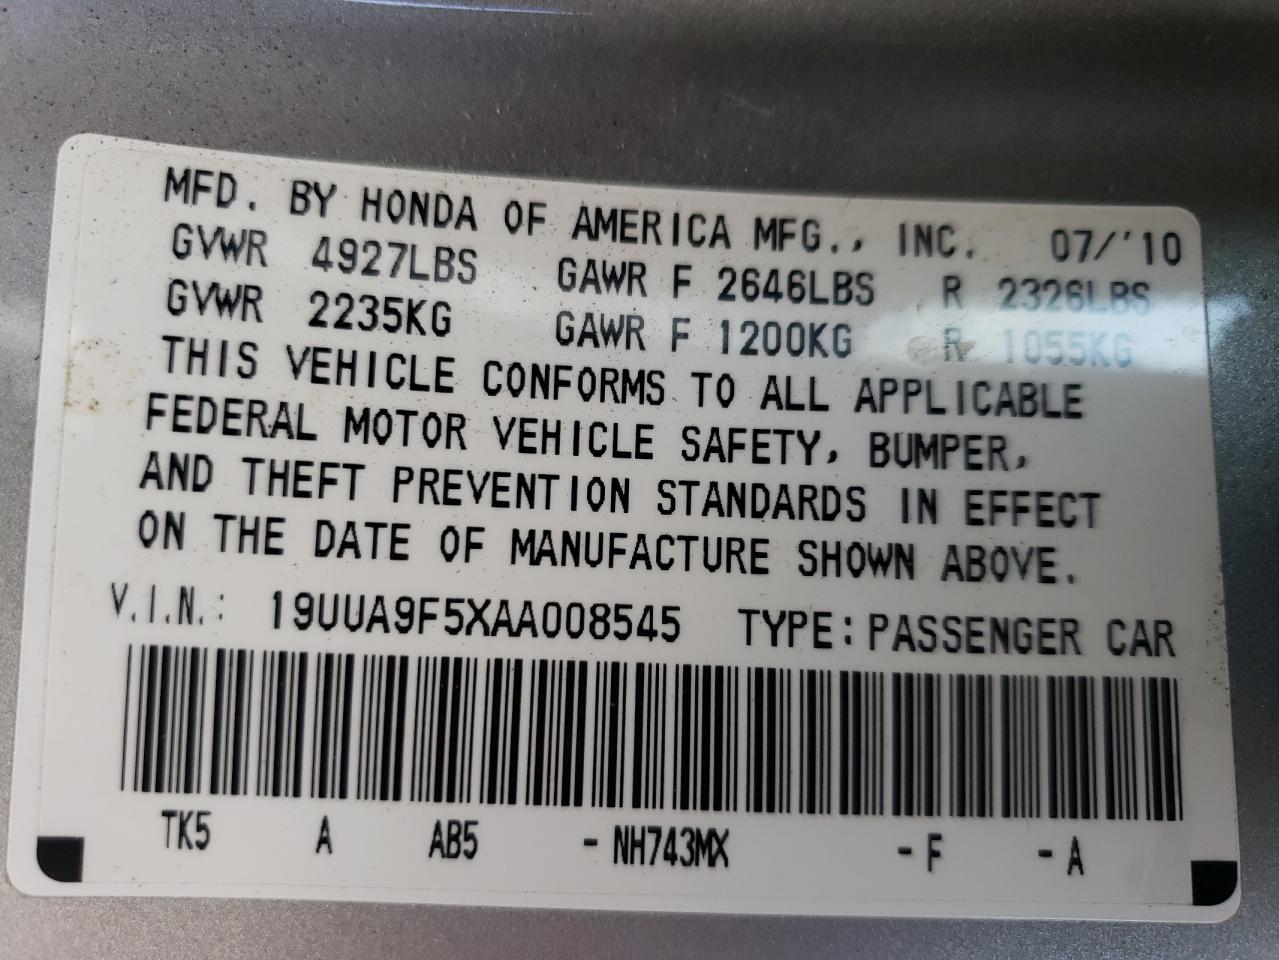 MFD. BY HONDA OF AMERICA MFG., INC. 07/'10
GVWR 4927LBS GAWR F 2646LBS R 2326LBS
GVWR 2235KG GAWR F 1200KG R 1055KG
THIS VEHICLE CONFORMS TO ALL APPLICABLE
FEDERAL MOTOR VEHICLE SAFETY, BUMPER,
AND THEFT PREVENTION STANDARDS IN EFFECT
ON THE DATE OF MANUFACTURE SHOWN ABOVE.
V.I.N.: 19UUA9F5XAA008545 TYPE:PASSENGER CAR
TK5 A AB5 - NH743MX - F - A